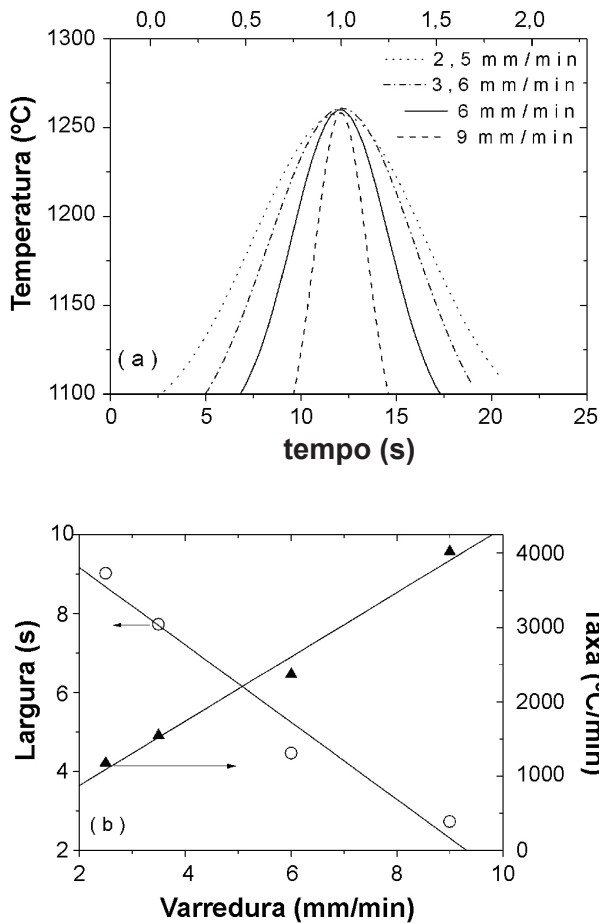 0,0 0,5 1,0 1,5 2,0
1300
1250
1200
1150
1100
Temperatura (ºC)
2,5 mm/min
3,6 mm/min
6 mm/min
9 mm/min
(a)
0 5 10 15 20 25
tempo (s)
10
8
6
4
2
Largura (s)
4000
3000
2000
1000
0
Taxa (ºC/min)
(b)
2 4 6 8 10
Varredura (mm/min)